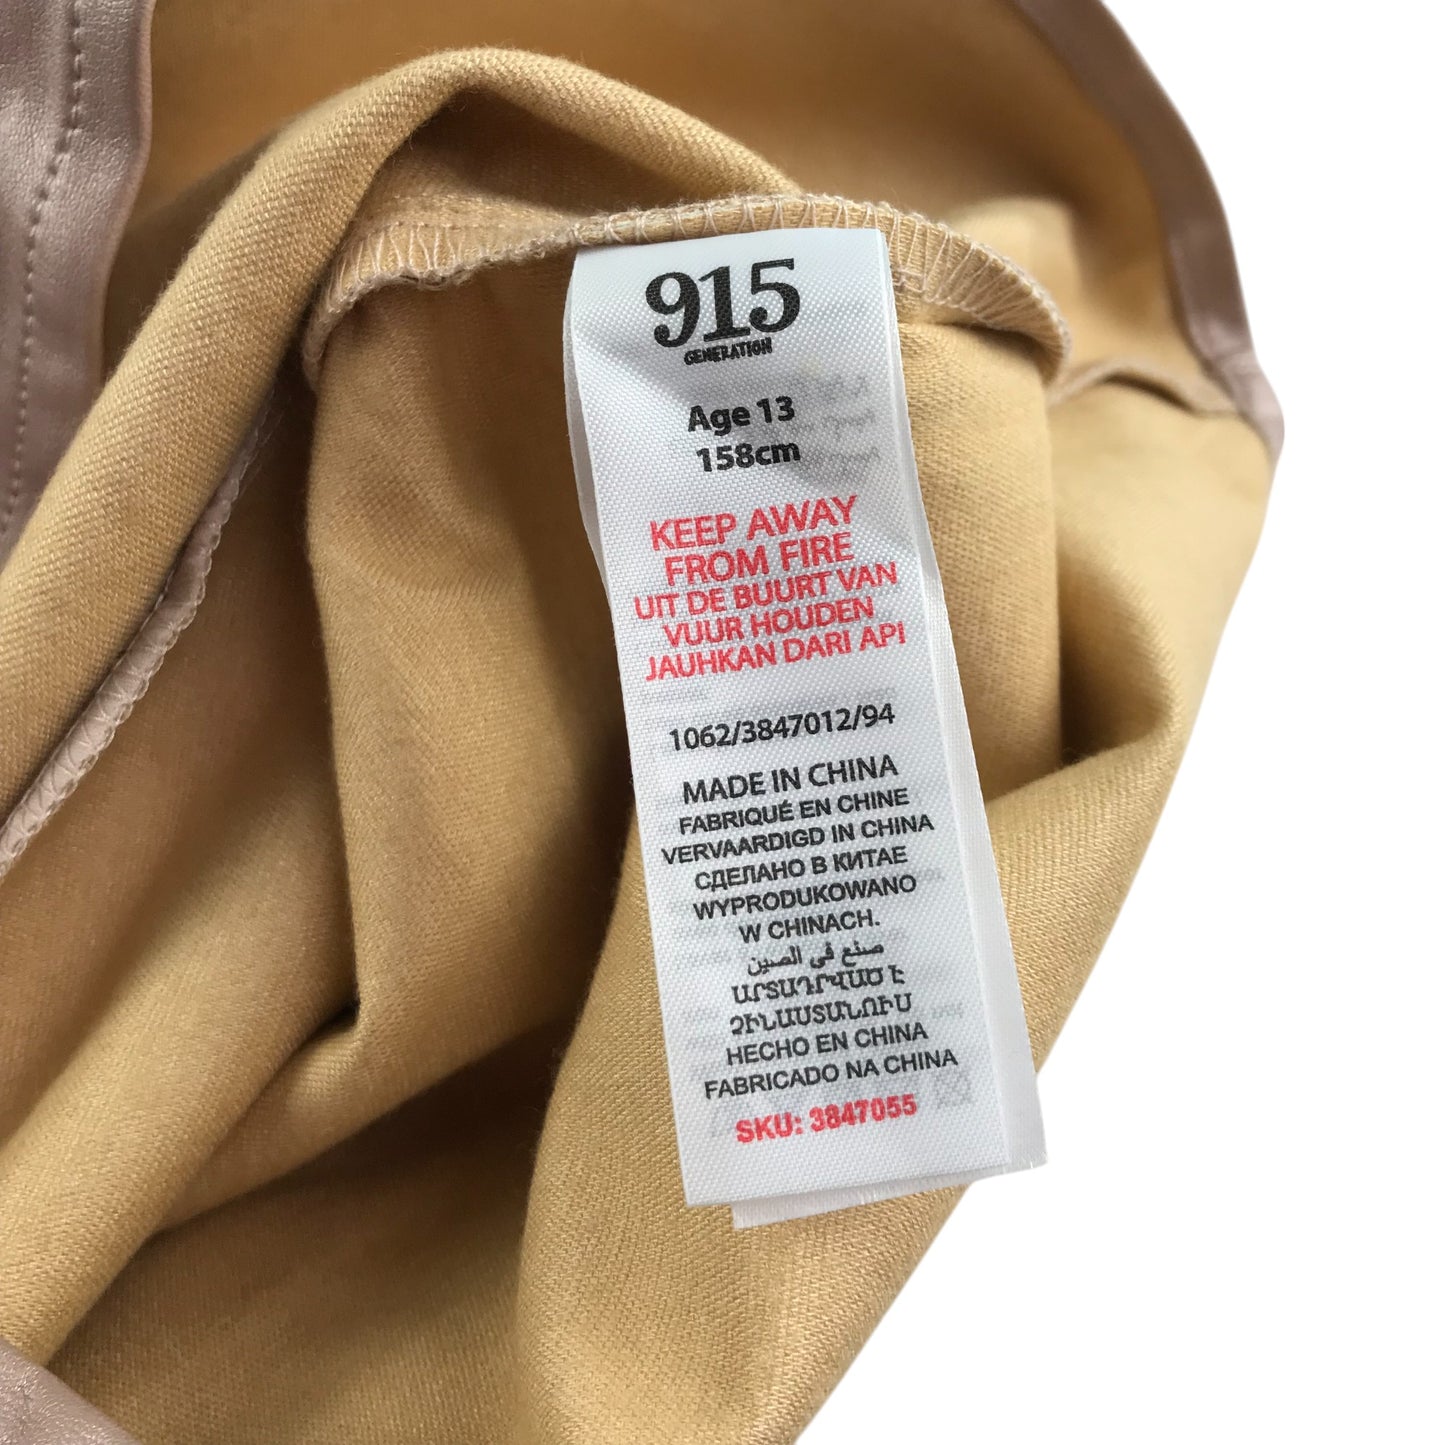 915
GENERATION
Age 13
158cm
KEEP AWAY
FROM FIRE
UIT DE BUURT VAN
VUUR HOUDEN
JAUHKAN DARI API
1062/3847012/94
MADE IN CHINA
FABRIQUÉ EN CHINE
VERVAARDIGD IN CHINA
СДЕЛАНО В КИТАЕ
WYPRODUKOWANO
W CHINACH.
صنع في الصين
ԱՐՏԱԴՐՎԱԾ Է
ՉԻՆԱՍՏԱՆՈՒՄ
HECHO EN CHINA
FABRICADO NA CHINA
SKU: 3847055